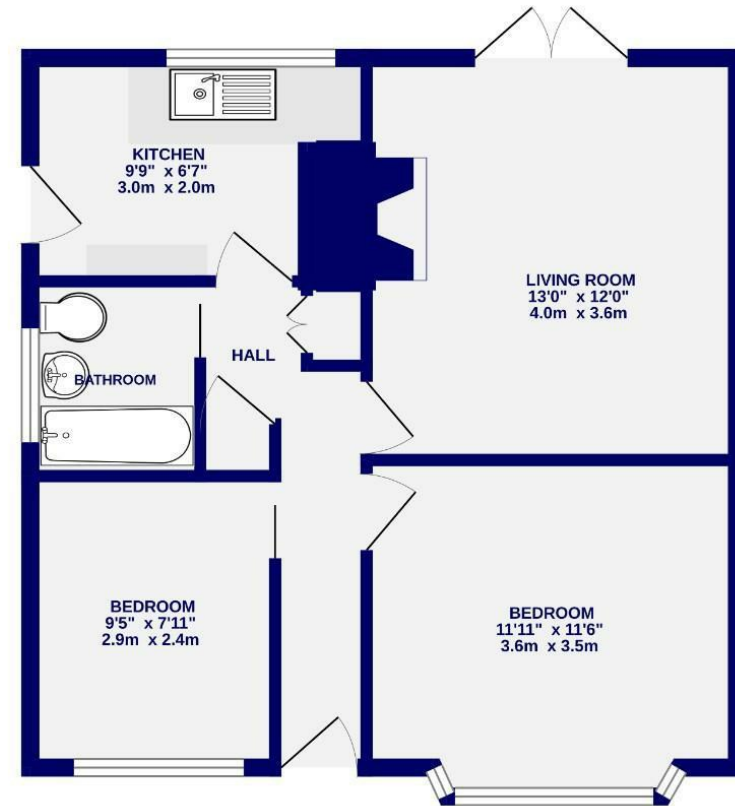 KITCHEN
9'9" x 6'7"
3.0m x 2.0m
LIVING ROOM
13'0" x 12'0"
4.0m x 3.6m
HALL
BATHROOM
BEDROOM
9'5" x 7'11"
2.9m x 2.4m
BEDROOM
11'11" x 11'6"
3.6m x 3.5m